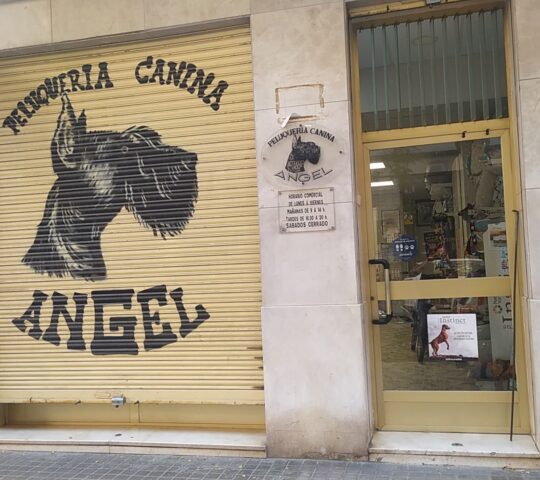 PELUQUERIA CANINA
ANGEL
PELUQUERIA CANINA
ANGEL
HORARIO COMERCIAL
DE LUNES A VIERNES
MAÑANAS DE 9 A 14 h.
TARDES DE 16.30 A 20 h.
SABADOS CERRADO
Instinct